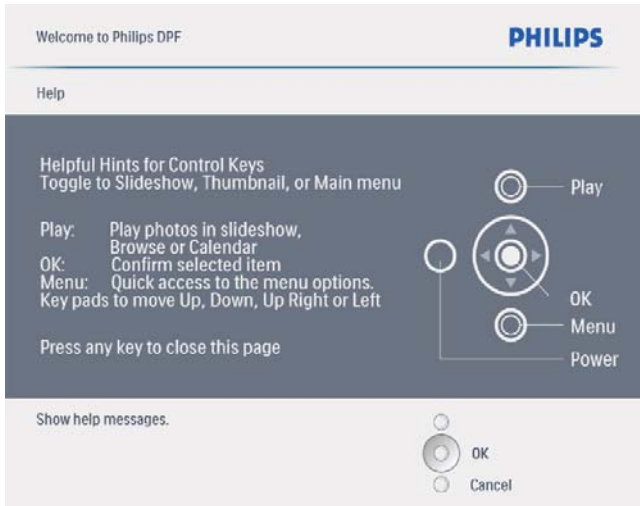 Welcome to Philips DPF
PHILIPS
Help
Helpful Hints for Control Keys
Toggle to Slideshow, Thumbnail, or Main menu
Play: Play photos in slideshow,
Browse or Calendar
OK: Confirm selected item
Menu: Quick access to the menu options.
Key pads to move Up, Down, Up Right or Left
Press any key to close this page
Play
OK
Menu
Power
Show help messages.
OK
Cancel